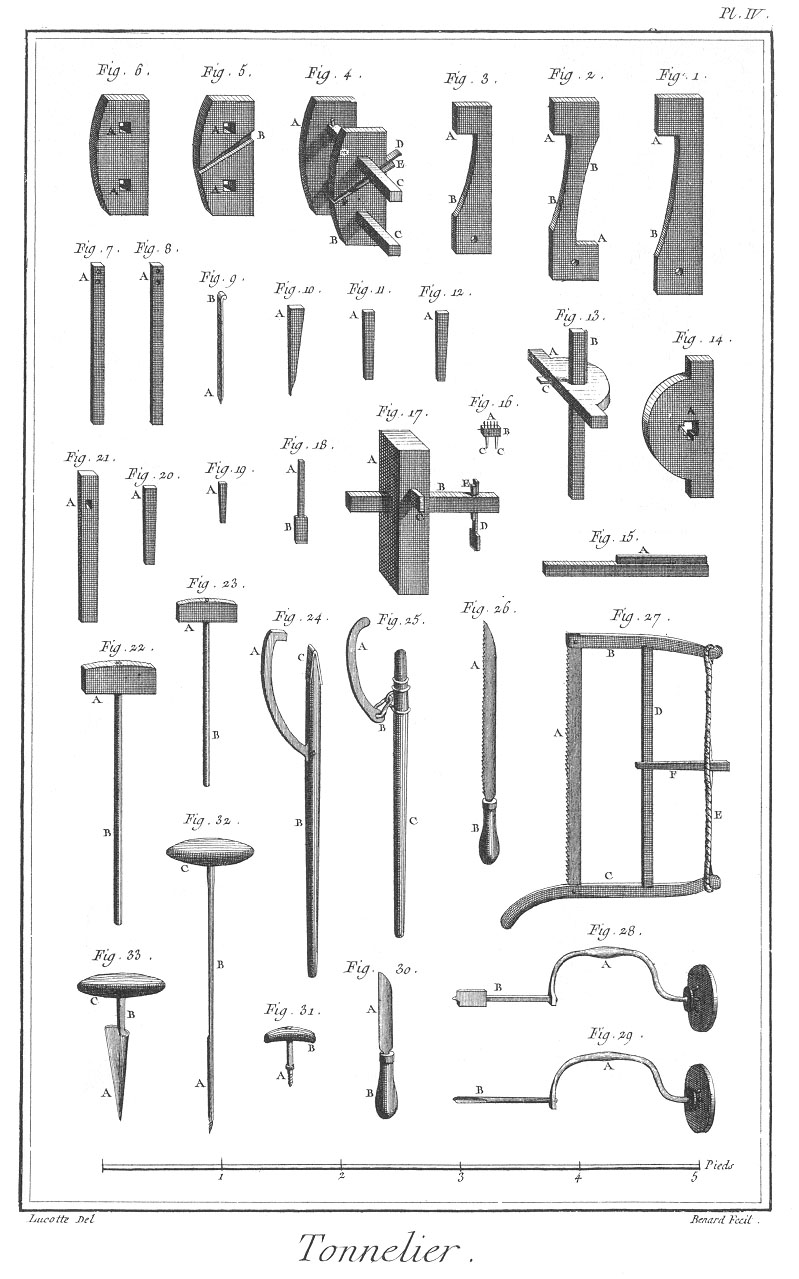 Pl. IV.
Fig. 6. Fig. 5. Fig. 4. Fig. 3. Fig. 2. Fig. 1.
A A
A A B
A B C D E C
A B
A B B A
A B
Fig. 7. Fig. 8. Fig. 9. Fig. 10. Fig. 11. Fig. 12.
A A B A A A A
Fig. 13. Fig. 14.
A B C A
Fig. 17. Fig. 16.
A B C D E
A B C C
Fig. 21. Fig. 20. Fig. 19. Fig. 18.
A A A A B
Fig. 15.
A
Fig. 23. Fig. 24. Fig. 25. Fig. 26. Fig. 27.
A B
A C B
A B C
A B
B A D F E C
Fig. 22.
A B
Fig. 32.
C B A
Fig. 33. Fig. 31. Fig. 30. Fig. 28.
C B A
B A
A B
B A
Fig. 29.
B A
1 2 3 4 5 Pieds
Lucotte Del Benard Fecit.
Tonnelier.